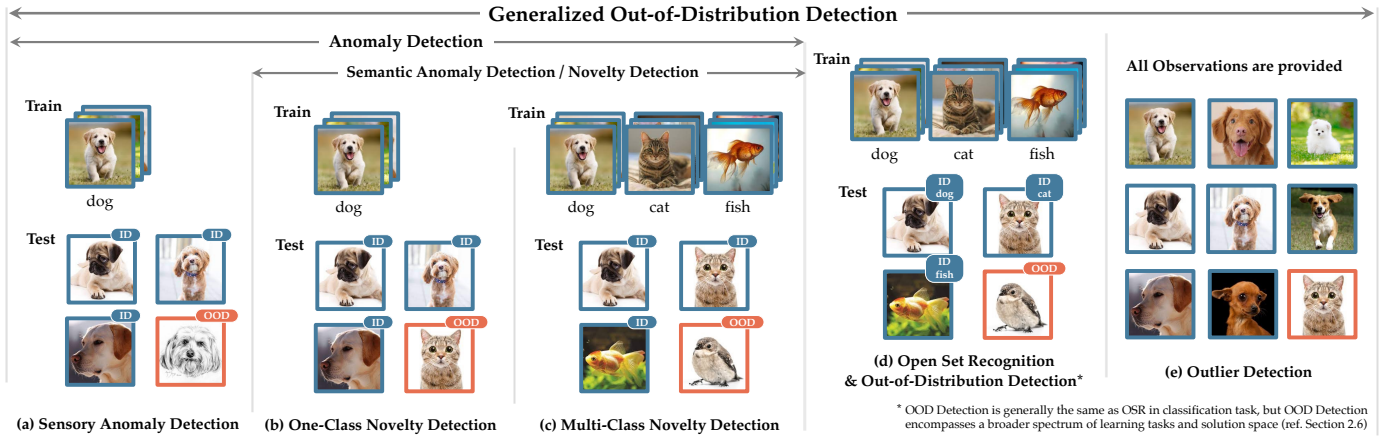 Generalized Out-of-Distribution Detection
Anomaly Detection
Semantic Anomaly Detection / Novelty Detection
Train
dog
Test
ID
ID
ID
OOD
(a) Sensory Anomaly Detection
Train
dog
Test
ID
ID
ID
OOD
(b) One-Class Novelty Detection
Train
dog
cat
fish
Test
ID
ID
ID
OOD
(c) Multi-Class Novelty Detection
Train
dog
cat
fish
Test
ID
dog
ID
cat
ID
fish
OOD
(d) Open Set Recognition
& Out-of-Distribution Detection*
All Observations are provided
(e) Outlier Detection
* OOD Detection is generally the same as OSR in classification task, but OOD Detection
encompasses a broader spectrum of learning tasks and solution space (ref. Section 2.6)